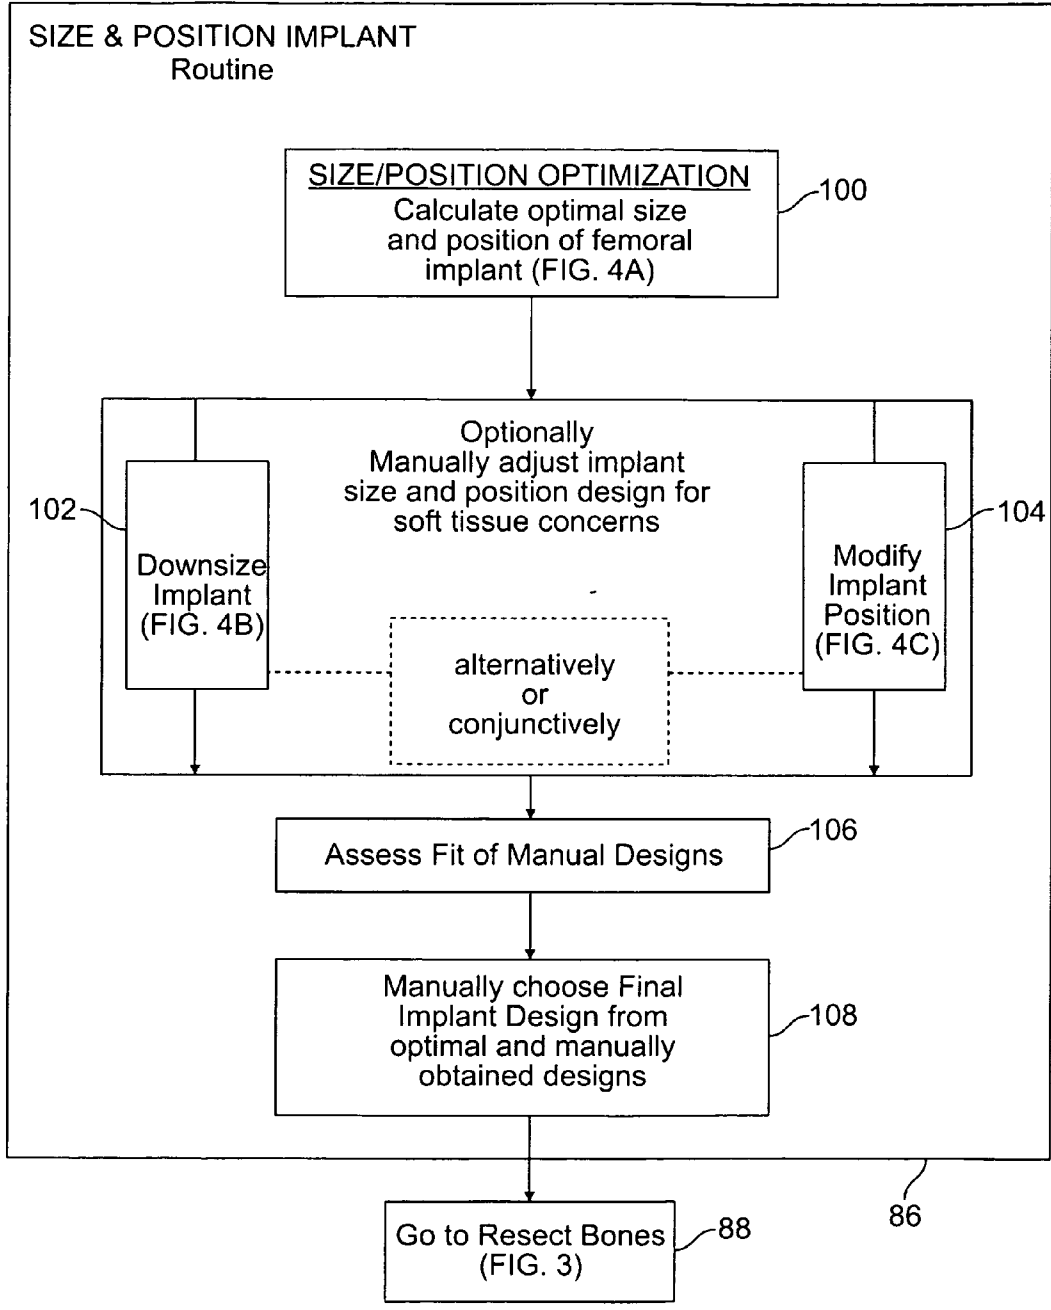 SIZE & POSITION IMPLANT
Routine
SIZE/POSITION OPTIMIZATION
Calculate optimal size
and position of femoral
implant (FIG. 4A)
100
Optionally
Manually adjust implant
size and position design for
soft tissue concerns
102
Downsize
Implant
(FIG. 4B)
104
Modify
Implant
Position
(FIG. 4C)
alternatively
or
conjunctively
106
Assess Fit of Manual Designs
Manually choose Final
Implant Design from
optimal and manually
obtained designs
108
86
Go to Resect Bones
(FIG. 3)
88